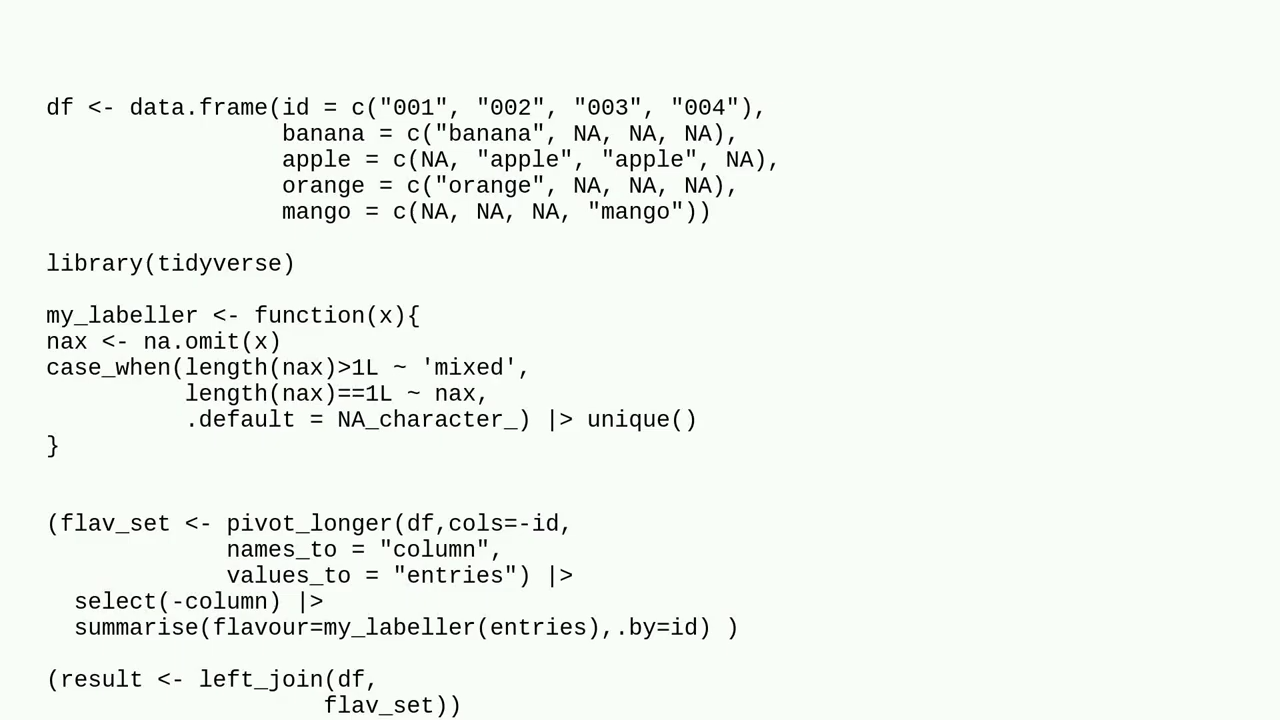 df <- data.frame(id = c("001", "002", "003", "004"),
                 banana = c("banana", NA, NA, NA),
                 apple = c(NA, "apple", "apple", NA),
                 orange = c("orange", NA, NA, NA),
                 mango = c(NA, NA, NA, "mango"))

library(tidyverse)

my_labeller <- function(x){
nax <- na.omit(x)
case_when(length(nax)>1L ~ 'mixed',
          length(nax)==1L ~ nax,
          .default = NA_character_) |> unique()
}


(flav_set <- pivot_longer(df,cols=-id,
             names_to = "column",
             values_to = "entries") |>
  select(-column) |>
  summarise(flavour=my_labeller(entries),.by=id) )

(result <- left_join(df,
                    flav_set))